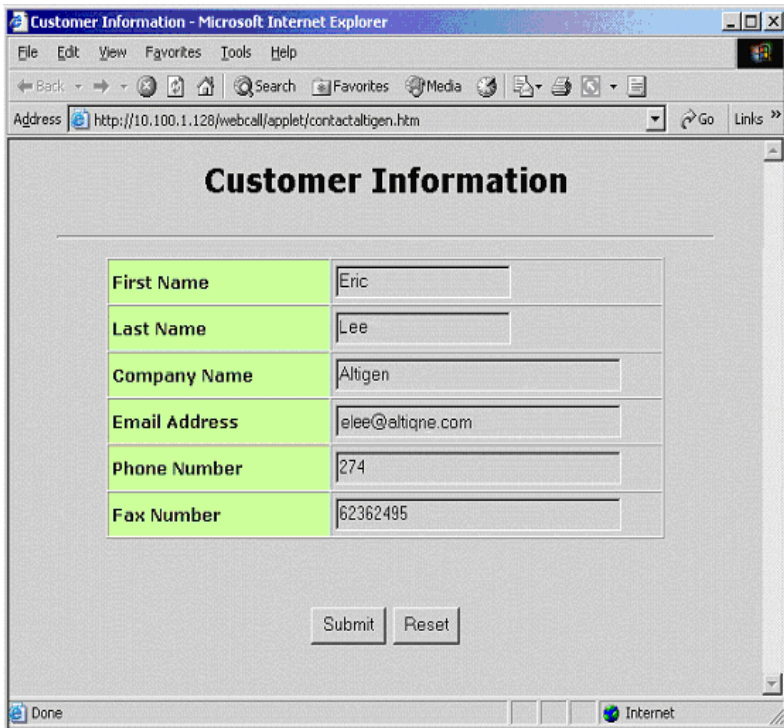 Customer Information - Microsoft Internet Explorer
File Edit View Favorites Tools Help
Back Search Favorites Media
Address http://10.100.1.128/webcall/applet/contactaltigen.htm Go Links »
Customer Information
First Name Eric
Last Name Lee
Company Name Altigen
Email Address elee@altiqne.com
Phone Number 274
Fax Number 62362495
Submit Reset
Done Internet